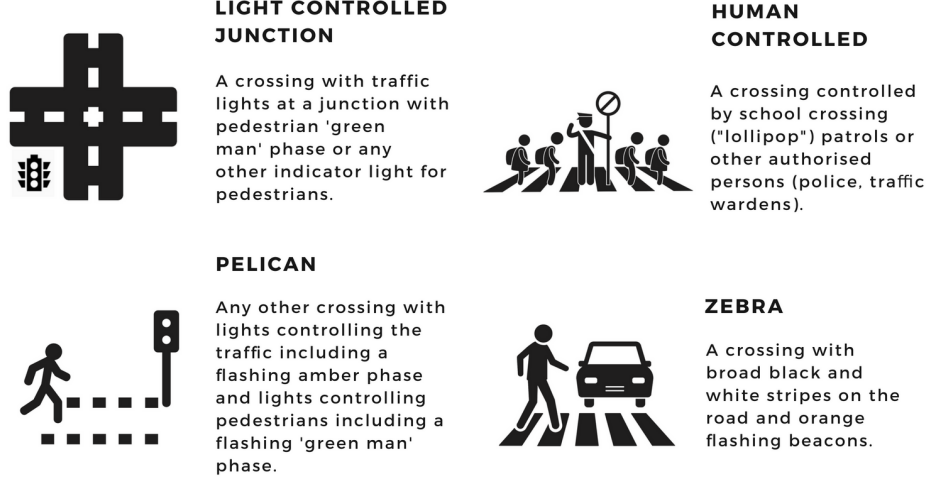 LIGHT CONTROLLED
JUNCTION
A crossing with traffic
lights at a junction with
pedestrian 'green
man' phase or any
other indicator light for
pedestrians.
HUMAN
CONTROLLED
A crossing controlled
by school crossing
("lollipop") patrols or
other authorised
persons (police, traffic
wardens).
PELICAN
Any other crossing with
lights controlling the
traffic including a
flashing amber phase
and lights controlling
pedestrians including a
flashing 'green man'
phase.
ZEBRA
A crossing with
broad black and
white stripes on the
road and orange
flashing beacons.